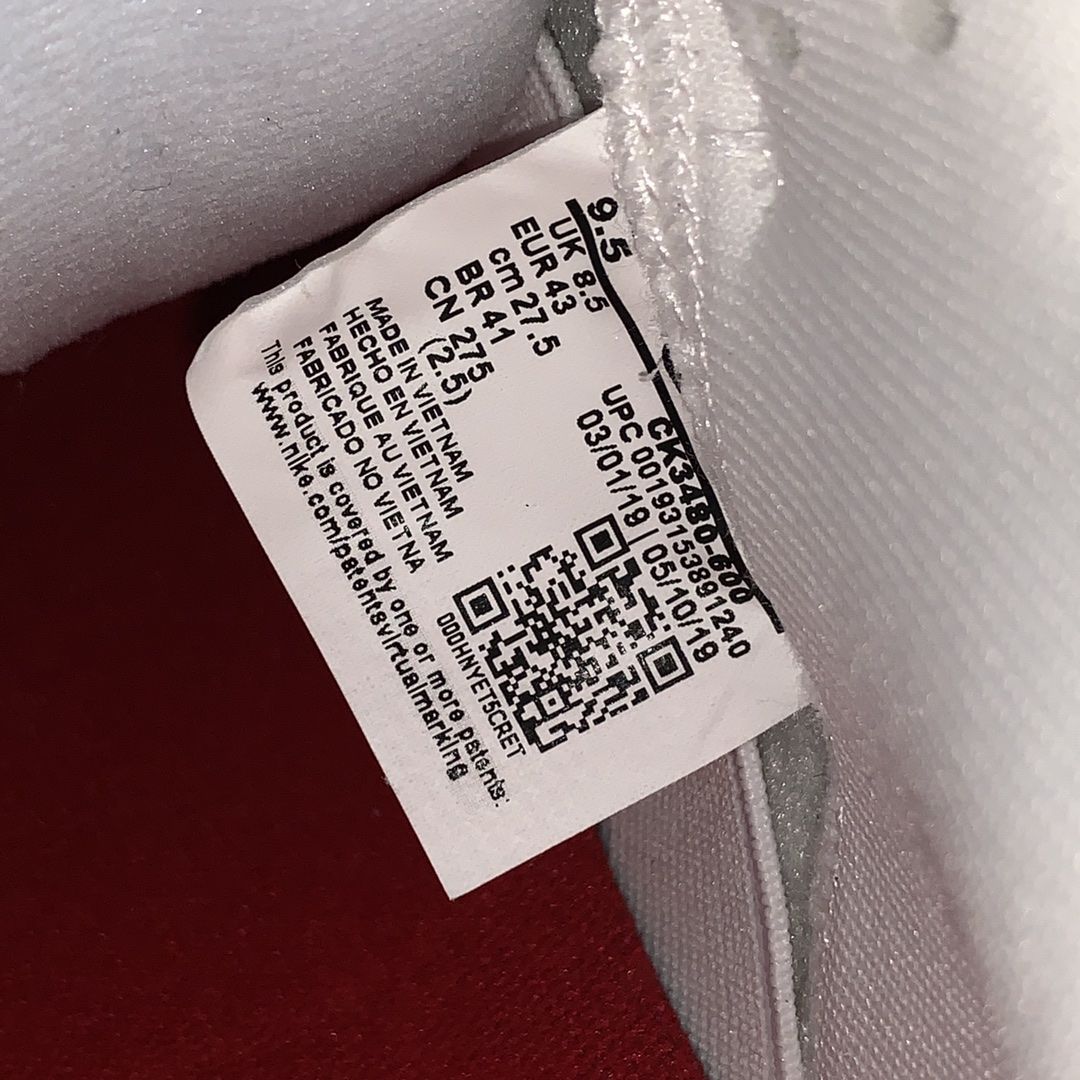 9.5
UK 8.5
EUR 43
cm 27.5
BR 41
CN 275
(2.5)
MADE IN VIETNAM
HECHO EN VIETNAM
FABRIQUE AU VIETNAM
FABRICADO NO VIETNA
This product is covered by one or more patents.
www.nike.com/patentsvirtualmarking
CK3480-600
UPC 00193153891240
03/01/19 | 05/10/19
000HNYET5CRET